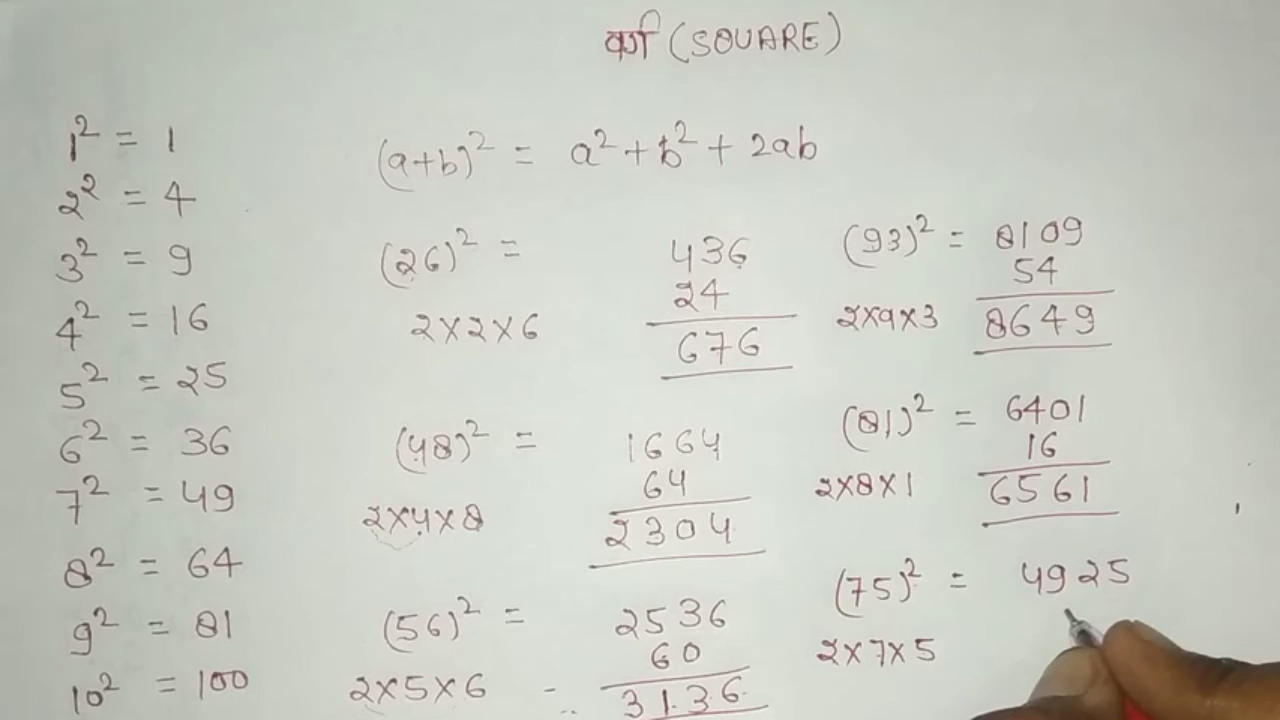 वर्ग (SQUARE)
1² = 1
2² = 4
3² = 9
4² = 16
5² = 25
6² = 36
7² = 49
8² = 64
9² = 81
10² = 100
(a+b)² = a² + b² + 2ab
(26)² = 436
24
2×2×6
676
(48)² = 1664
64
2×4×8
2304
(56)² = 2536
60
2×5×6
3136
(93)² = 8109
54
2×9×3
8649
(81)² = 6401
16
2×8×1
6561
(75)² = 4925
2×7×5